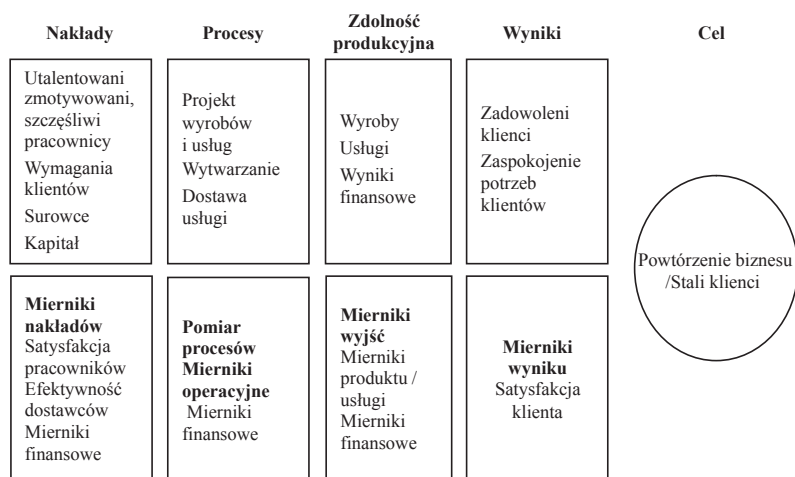 Nakłady
Procesy
Zdolność
produkcyjna
Wyniki
Cel
Utalentowani
zmotywowani,
szczęśliwi
pracownicy
Wymagania
klientów
Surowce
Kapitał
Projekt
wyrobów
i usług
Wytwarzanie
Dostawa
usługi
Wyroby
Usługi
Wyniki
finansowe
Zadowoleni
klienci
Zaspokojenie
potrzeb
klientów
Powtórzenie biznesu
/Stali klienci
Mierniki
nakładów
Satysfakcja
pracowników
Efektywność
dostawców
Mierniki
finansowe
Pomiar
procesów
Mierniki
operacyjne
Mierniki
finansowe
Mierniki
wyjść
Mierniki
produktu /
usługi
Mierniki
finansowe
Mierniki
wyniku
Satysfakcja
klienta